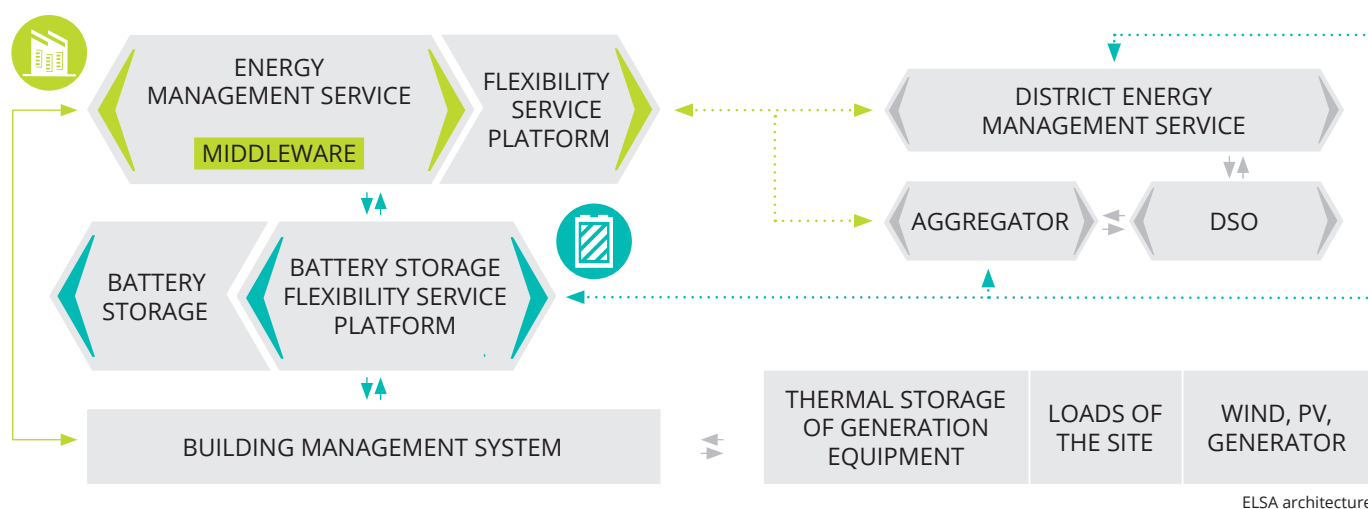 ENERGY
MANAGEMENT SERVICE
MIDDLEWARE
FLEXIBILITY
SERVICE
PLATFORM
DISTRICT ENERGY
MANAGEMENT SERVICE
AGGREGATOR
DSO
BATTERY
STORAGE
BATTERY STORAGE
FLEXIBILITY SERVICE
PLATFORM
BUILDING MANAGEMENT SYSTEM
THERMAL STORAGE
OF GENERATION
EQUIPMENT
LOADS OF
THE SITE
WIND, PV,
GENERATOR
ELSA architecture